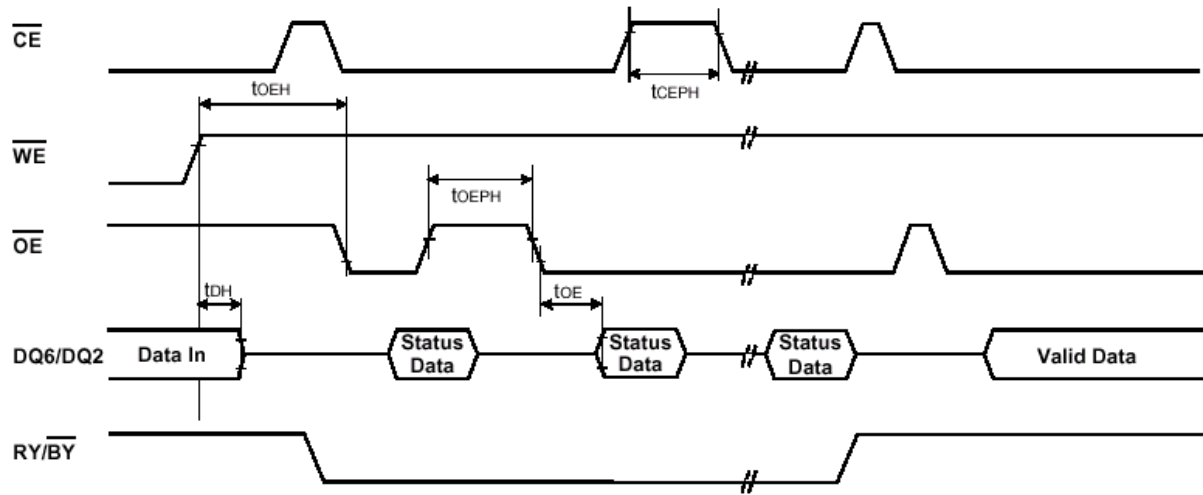 CE
tCEPH
tOEH
WE
tOEPH
OE
tDH
tOE
DQ6/DQ2
Data In
Status
Data
Status
Data
Status
Data
Valid Data
RY/BY